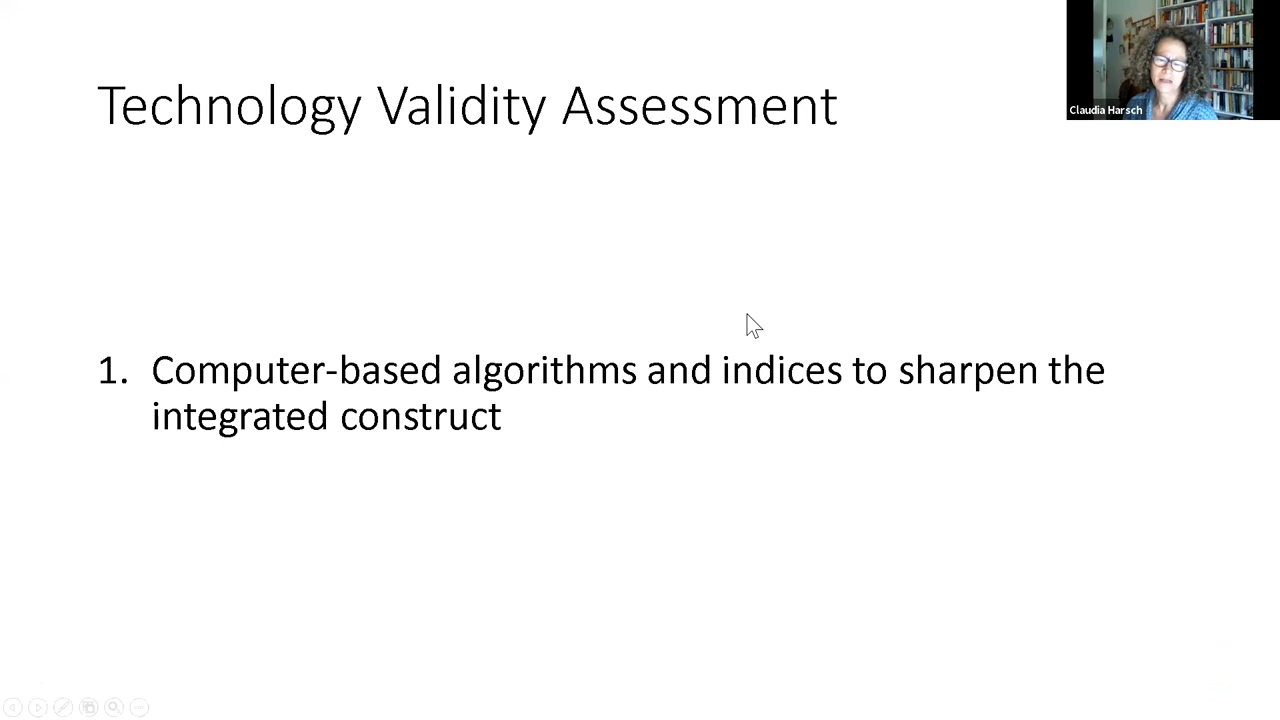 Technology Validity Assessment
Claudia Harsch
1. Computer-based algorithms and indices to sharpen the
integrated construct